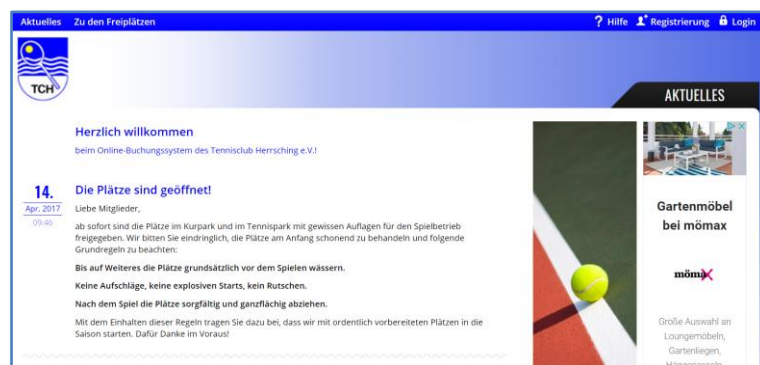 Aktuelles Zu den Freiplätzen
? Hilfe Registrierung Login
TCH
AKTUELLES
Herzlich willkommen
beim Online-Buchungssystem des Tennisclub Herrsching e.V.!
14.
Apr. 2017
09:46
Die Plätze sind geöffnet!
Liebe Mitglieder,
ab sofort sind die Plätze im Kurpark und im Tennispark mit gewissen Auflagen für den Spielbetrieb
freigegeben. Wir bitten Sie eindringlich, die Plätze am Anfang schonend zu behandeln und folgende
Grundregeln zu beachten:
Bis auf Weiteres die Plätze grundsätzlich vor dem Spielen wässern.
Keine Aufschläge, keine explosiven Starts, kein Rutschen.
Nach dem Spiel die Plätze sorgfältig und ganzflächig abziehen.
Mit dem Einhalten dieser Regeln tragen Sie dazu bei, dass wir mit ordentlich vorbereiteten Plätzen in die
Saison starten. Dafür Danke im Voraus!
Gartenmöbel
bei mömax
mömax
Große Auswahl an
Loungemöbeln,
Gartenliegen,